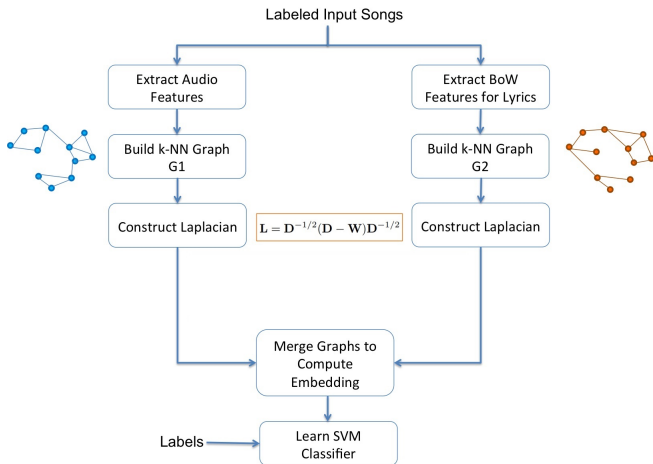 Labeled Input Songs
Extract Audio
Features
Extract BoW
Features for Lyrics
Build k-NN Graph
G1
Build k-NN Graph
G2
Construct Laplacian
L = D^{-1/2}(D − W)D^{-1/2}
Construct Laplacian
Merge Graphs to
Compute
Embedding
Labels
Learn SVM
Classifier